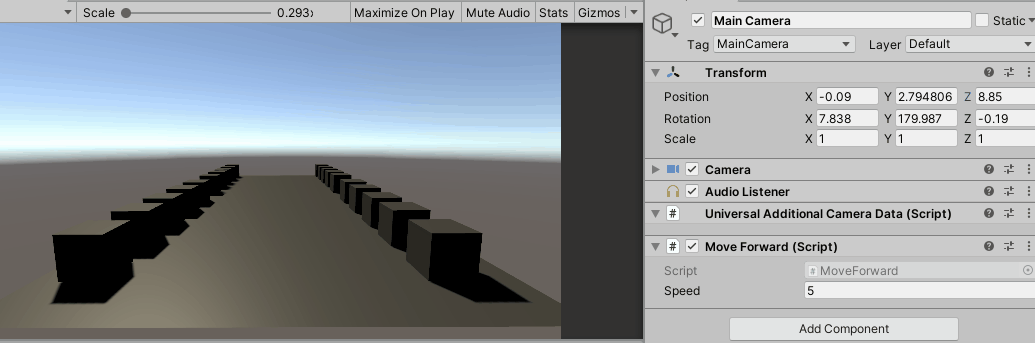 Scale 0.293x Maximize On Play Mute Audio Stats Gizmos
Main Camera Static
Tag MainCamera Layer Default
Transform
Position X -0.09 Y 2.794806 Z 8.85
Rotation X 7.838 Y 179.987 Z -0.19
Scale X 1 Y 1 Z 1
Camera
Audio Listener
# Universal Additional Camera Data (Script)
# Move Forward (Script)
Script # MoveForward
Speed 5
Add Component